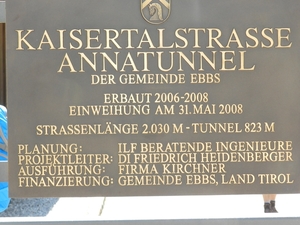 KAISERTALSTRASSE
ANNATUNNEL
DER GEMEINDE EBBS
ERBAUT 2006-2008
EINWEIHUNG AM 31. MAI 2008
STRASSENLÄNGE 2.030 M - TUNNEL 823 M
PLANUNG: ILF BERATENDE INGENIEURE
PROJEKTLEITER: DI FRIEDRICH HEIDENBERGER
AUSFÜHRUNG: FIRMA KIRCHNER
FINANZIERUNG: GEMEINDE EBBS, LAND TIROL